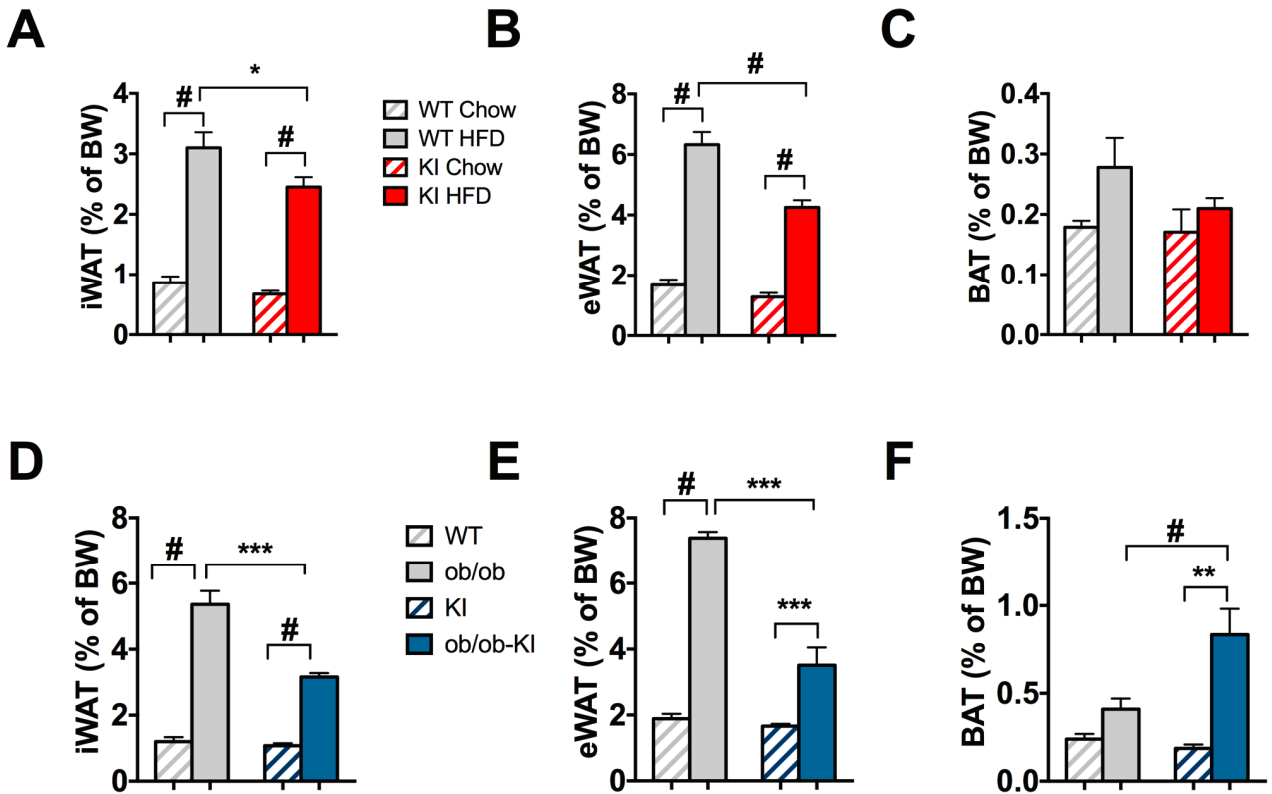 A
iWAT (% of BW)
4
3
2
1
0
#
*
#
WT Chow
WT HFD
KI Chow
KI HFD
B
eWAT (% of BW)
8
6
4
2
0
#
#
#
C
BAT (% of BW)
0.4
0.3
0.2
0.1
0.0
D
iWAT (% of BW)
8
6
4
2
0
#
***
#
WT
ob/ob
KI
ob/ob-KI
E
eWAT (% of BW)
8
6
4
2
0
#
***
***
F
BAT (% of BW)
1.5
1.0
0.5
0.0
#
**